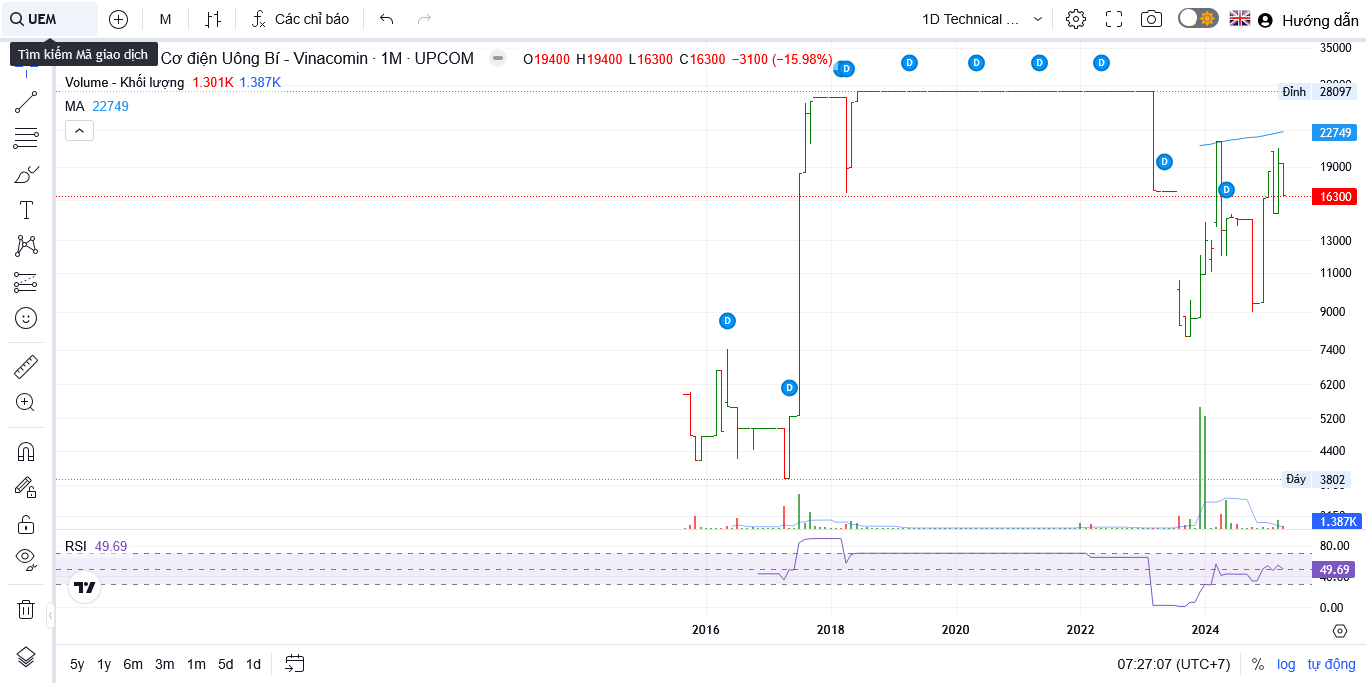 UEM
M
Các chỉ báo
1D Technical ...
Hướng dẫn
Tìm kiếm Mã giao dịch
Cơ điện Uông Bí - Vinacomin · 1M · UPCOM
O19400 H19400 L16300 C16300 −3100 (−15.98%)
Volume - Khối lượng 1.301K 1.387K
MA 22749
D D D D D
D
D
D
D
35000
Đỉnh 28097
22749
19000
16300
13000
11000
9000
7400
6200
5200
4400
Đáy 3802
1.387K
RSI 49.69
80.00
49.69
40.00
0.00
2016 2018 2020 2022 2024
5y 1y 6m 3m 1m 5d 1d
07:27:07 (UTC+7)
%
log
tự động